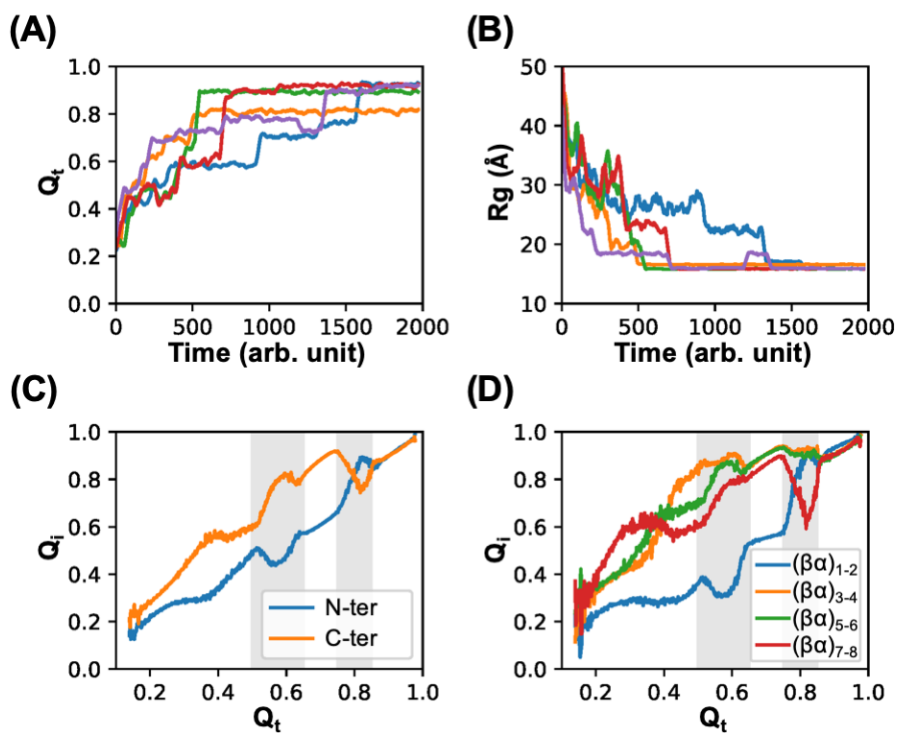 (A)
(B)
1.0
0.8
0.6
0.4
0.2
0.0
Qt
0
500
1000
1500
2000
Time (arb. unit)
50
40
30
20
10
Rg (Å)
0
500
1000
1500
2000
Time (arb. unit)
(C)
(D)
1.0
0.8
0.6
0.4
0.2
0.0
Qi
N-ter
C-ter
0.2
0.4
0.6
0.8
1.0
Qt
1.0
0.8
0.6
0.4
0.2
0.0
Qi
(βα)1-2
(βα)3-4
(βα)5-6
(βα)7-8
0.2
0.4
0.6
0.8
1.0
Qt